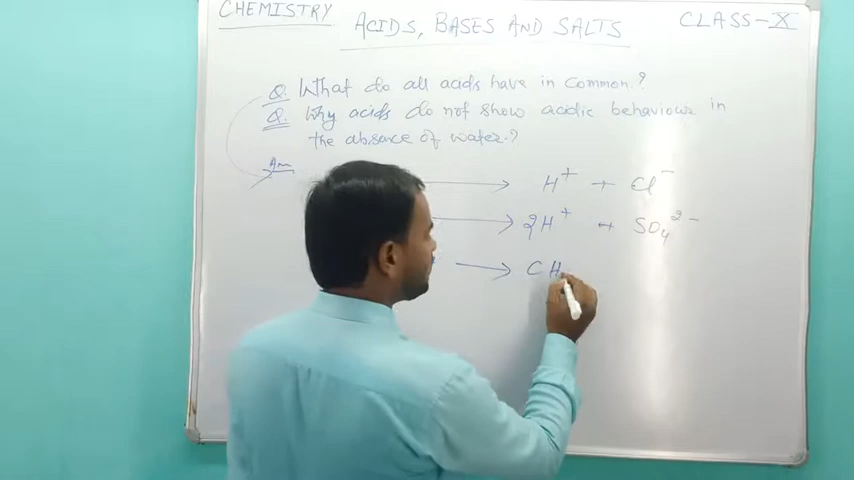 CHEMISTRY ACIDS, BASES AND SALTS CLASS-X
Q. What do all acids have in Common?
Q. Why acids do not show acidic behaviour in
the absence of water?
Ans
→ H⁺ + Cl⁻
→ 2H⁺ + SO₄²⁻
→ CH